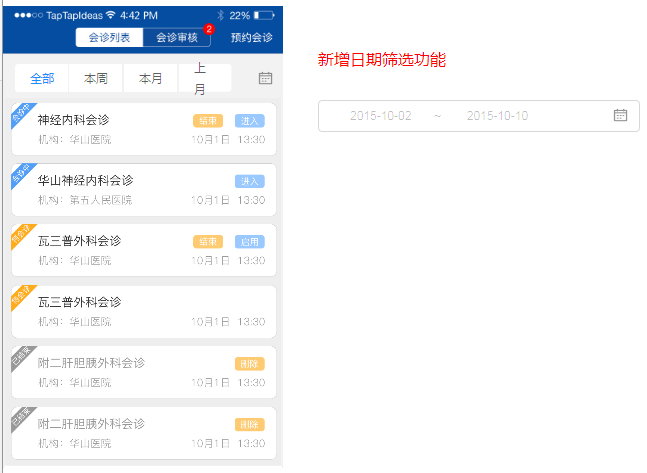 TapTapIdeas 4:42 PM 22%
会诊列表 会诊审核 2 预约会诊
全部 本周 本月 上月
会诊中 神经内科会诊 结束 进入
机构: 华山医院 10月1日 13:30
会诊中 华山神经内科会诊 进入
机构: 第五人民医院 10月1日 13:30
待会诊 瓦三普外科会诊 结束 启用
机构: 华山医院 10月1日 13:30
待会诊 瓦三普外科会诊
机构: 华山医院 10月1日 13:30
已结束 附二肝胆胰外科会诊 删除
机构: 华山医院 10月1日 13:30
已结束 附二肝胆胰外科会诊 删除
机构: 华山医院 10月1日 13:30
新增日期筛选功能
2015-10-02 ~ 2015-10-10